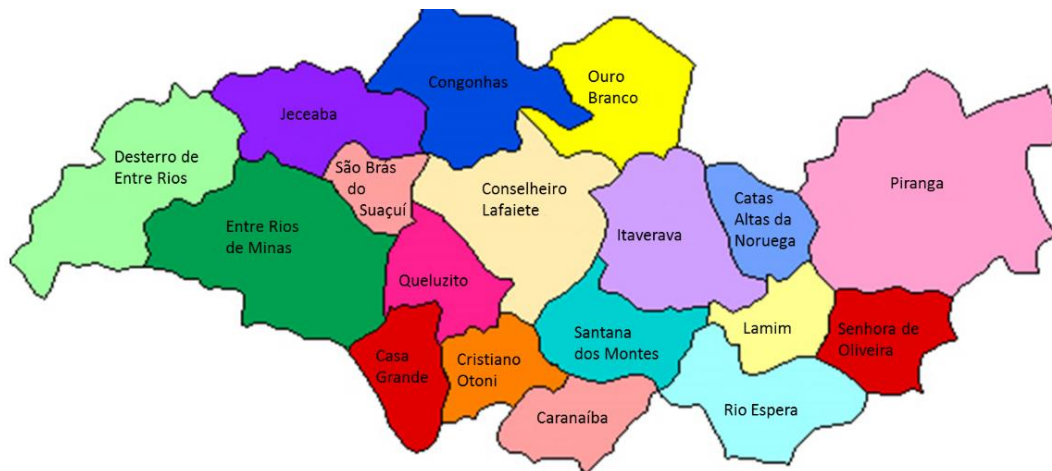 Congonhas
Ouro
Branco
Jeceaba
Desterro de
Entre Rios
São Brás
do
Suaçuí
Conselheiro
Lafaiete
Catas
Altas da
Noruega
Piranga
Entre Rios
de Minas
Itaverava
Queluzito
Santana
dos Montes
Lamim
Senhora de
Oliveira
Casa
Grande
Cristiano
Otoni
Caranaíba
Rio Espera